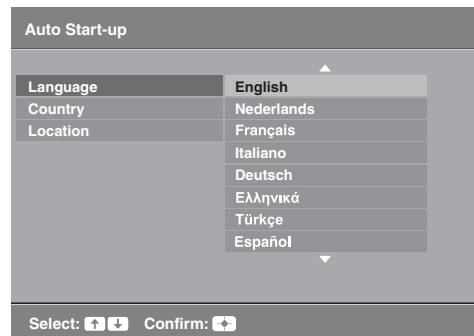 Auto Start-up
Language
Country
Location
English
Nederlands
Français
Italiano
Deutsch
Ελληνικά
Türkçe
Español
Select: Confirm: